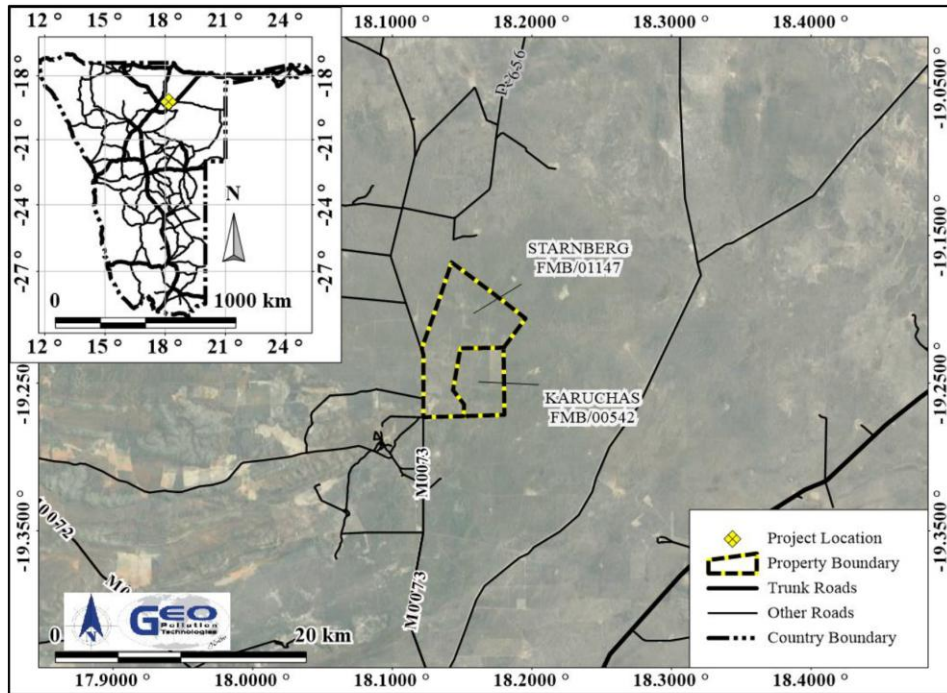 12 ° 15 ° 18 ° 21 ° 24 °
18.1000 ° 18.2000 ° 18.3000 ° 18.4000 °
-18 °
-21 °
-24 °
-27 °
-18 °
-21 °
-24 °
-27 °
N
0 1000 km
12 ° 15 ° 18 ° 21 ° 24 °
-19.0500 °
-19.1500 °
-19.2500 °
-19.3500 °
-19.2500 °
-19.3500 °
STARNBERG
FMB/01147
KARUCHAS
FMB/00542
M0073
M0073
M0072
Project Location
Property Boundary
Trunk Roads
Other Roads
Country Boundary
GEO
Pollution
Technologies
20 km
17.9000 ° 18.0000 ° 18.1000 ° 18.2000 ° 18.3000 ° 18.4000 °